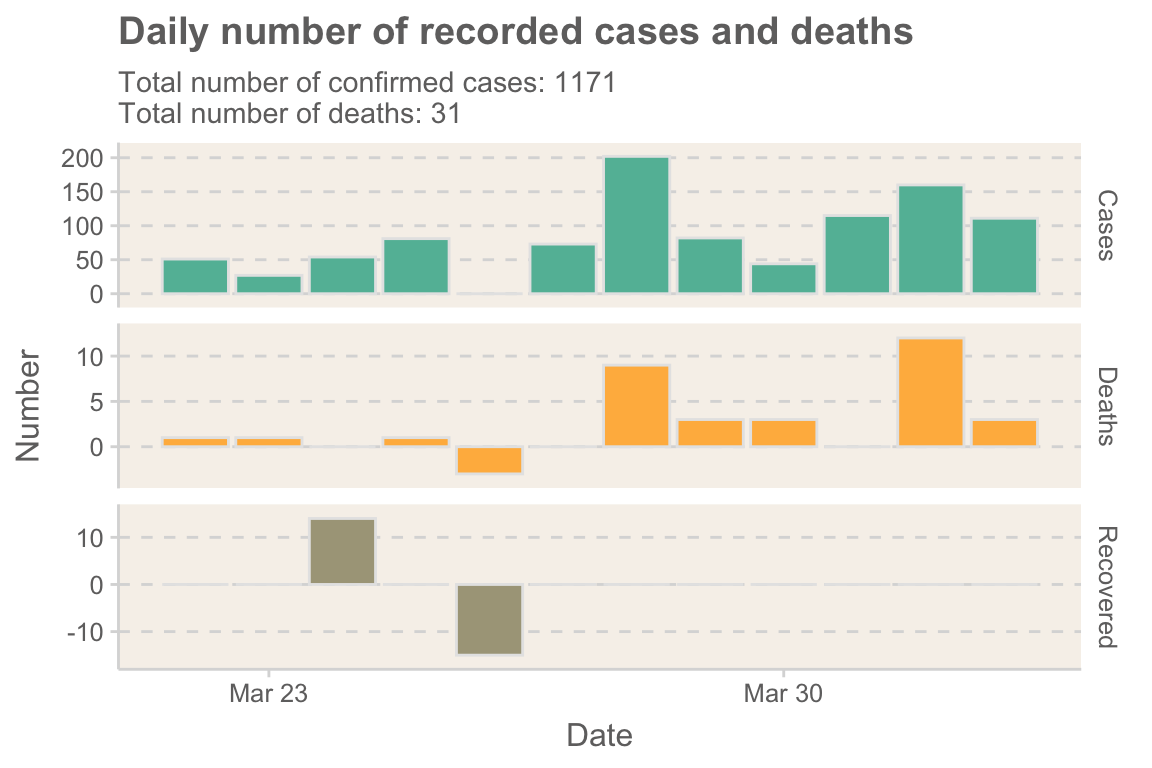 Daily number of recorded cases and deaths
Total number of confirmed cases: 1171
Total number of deaths: 31
200
150
100
50
0
Cases
10
5
0
Deaths
10
0
-10
Recovered
Number
Mar 23
Mar 30
Date